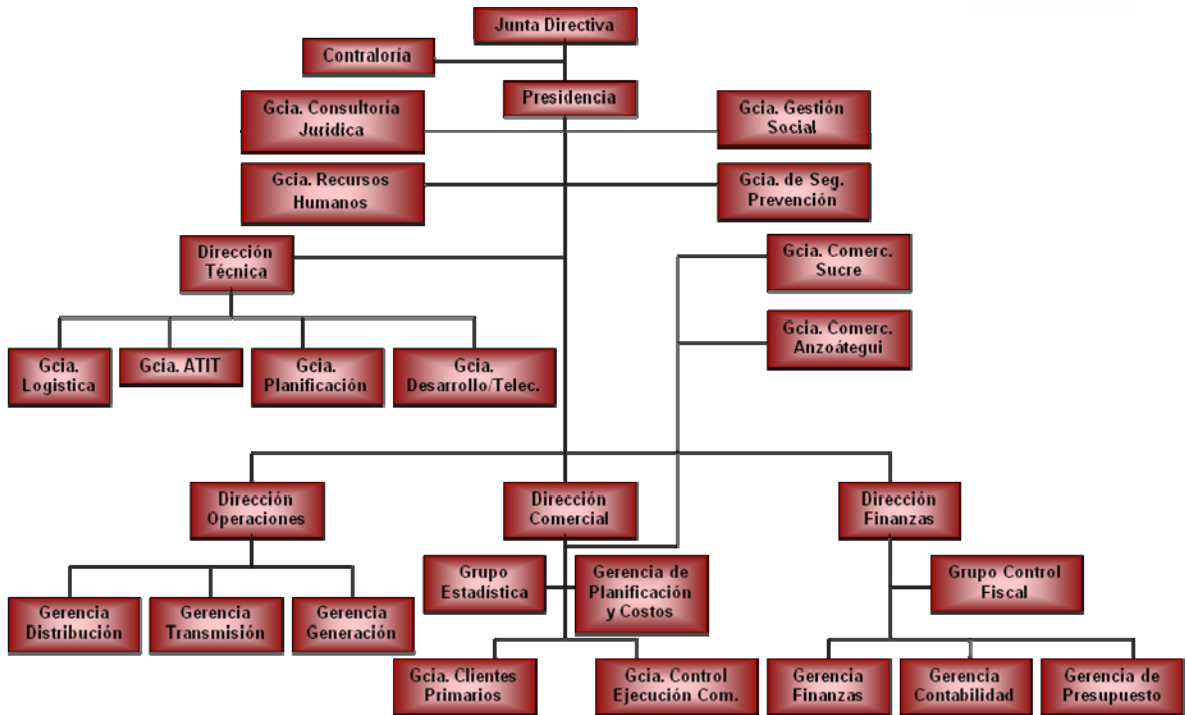 Junta Directiva
Contraloría
Presidencia
Gcia. Consultoría
Juridica
Gcia. Gestión
Social
Gcia. Recursos
Humanos
Gcia. de Seg.
Prevención
Dirección
Técnica
Gcia. Comerc.
Sucre
Gcia. Comerc.
Anzoátegui
Gcia.
Logistica
Gcia. ATIT
Gcia.
Planificación
Gcia.
Desarrollo/Telec.
Dirección
Operaciones
Dirección
Comercial
Dirección
Finanzas
Grupo
Estadística
Gerencia de
Planificación
y Costos
Grupo Control
Fiscal
Gerencia
Distribución
Gerencia
Transmisión
Gerencia
Generación
Gcia. Clientes
Primarios
Gcia. Control
Ejecución Com.
Gerencia
Finanzas
Gerencia
Contabilidad
Gerencia de
Presupuesto